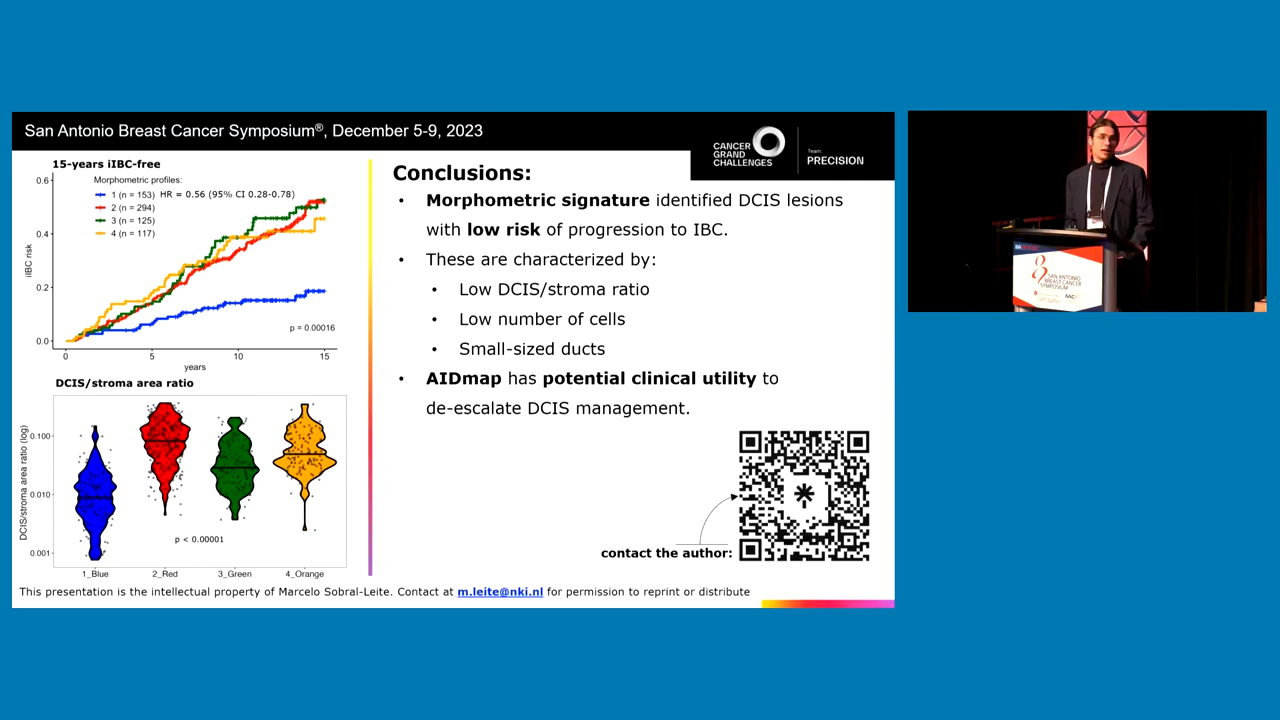 San Antonio Breast Cancer Symposium®, December 5-9, 2023
CANCER
GRAND
CHALLENGES
Team
PRECISION
15-years iIBC-free
Morphometric profiles:
1 (n = 153) HR = 0.56 (95% CI 0.28-0.78)
2 (n = 294)
3 (n = 125)
4 (n = 117)
0.6
0.4
0.2
0.0
iIBC risk
p = 0.00016
0 5 10 15
years
DCIS/stroma area ratio
DCIS/stroma area ratio (log)
0.100
0.010
0.001
p < 0.00001
1_Blue 2_Red 3_Green 4_Orange
Conclusions:
• Morphometric signature identified DCIS lesions
with low risk of progression to IBC.
• These are characterized by:
• Low DCIS/stroma ratio
• Low number of cells
• Small-sized ducts
• AIDmap has potential clinical utility to
de-escalate DCIS management.
contact the author:
This presentation is the intellectual property of Marcelo Sobral-Leite. Contact at m.leite@nki.nl for permission to reprint or distribute
SAN ANTONIO
BREAST CANCER
SYMPOSIUM